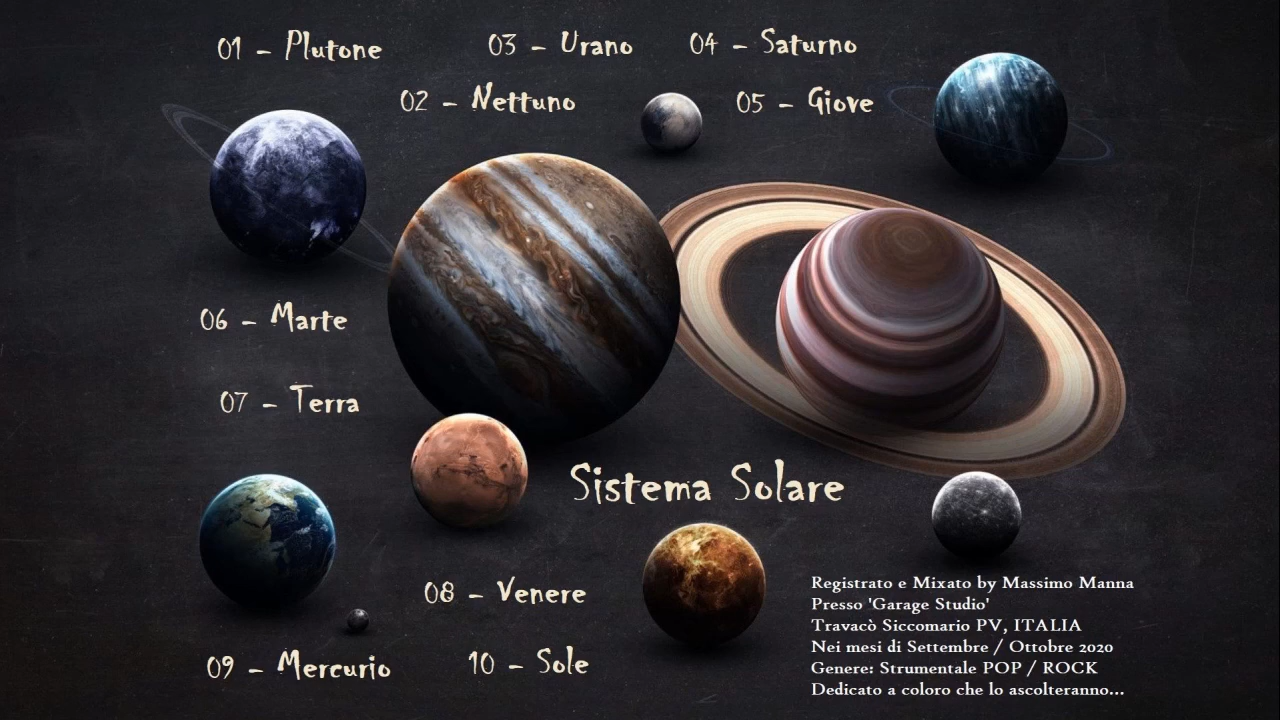 01 - Plutone
03 - Urano
04 - Saturno
02 - Nettuno
05 - Giove
06 - Marte
07 - Terra
Sistema Solare
08 - Venere
09 - Mercurio
10 - Sole
Registrato e Mixato by Massimo Manna
Presso 'Garage Studio'
Travacò Siccomario PV, ITALIA
Nei mesi di Settembre / Ottobre 2020
Genere: Strumentale POP / ROCK
Dedicato a coloro che lo ascolteranno...